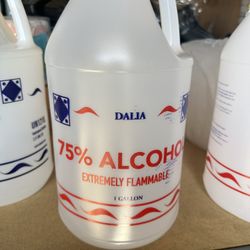 DALIA
75% ALCOHO
EXTREMELY FLAMMABLE
1 GALLON